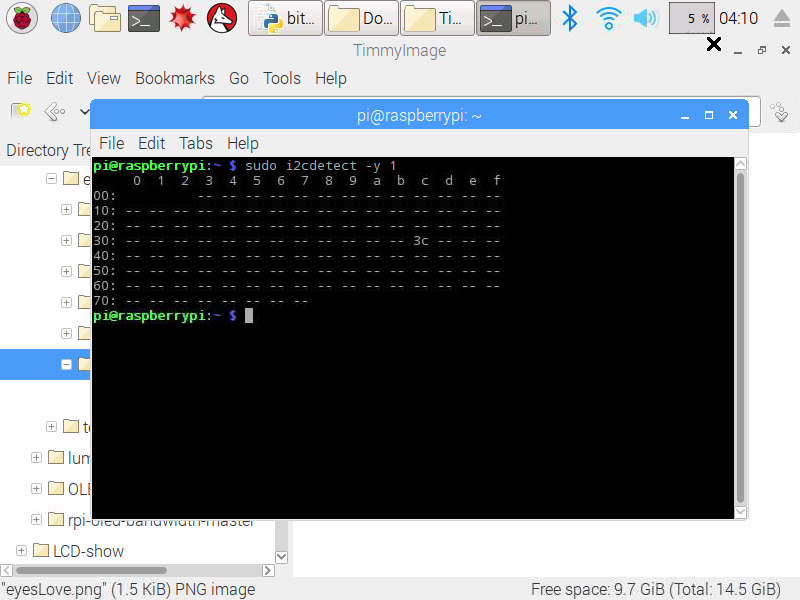 bit...
Do...
Ti...
pi...
5 %
04:10
TimmyImage
File Edit View Bookmarks Go Tools Help
pi@raspberrypi: ~
File Edit Tabs Help
Directory Tre
pi@raspberrypi:~ $ sudo i2cdetect -y 1
     0  1  2  3  4  5  6  7  8  9  a  b  c  d  e  f
00:          -- -- -- -- -- -- -- -- -- -- -- -- --
10: -- -- -- -- -- -- -- -- -- -- -- -- -- -- -- --
20: -- -- -- -- -- -- -- -- -- -- -- -- -- -- -- --
30: -- -- -- -- -- -- -- -- -- -- -- -- 3c -- -- --
40: -- -- -- -- -- -- -- -- -- -- -- -- -- -- -- --
50: -- -- -- -- -- -- -- -- -- -- -- -- -- -- -- --
60: -- -- -- -- -- -- -- -- -- -- -- -- -- -- -- --
70: -- -- -- -- -- -- -- --
pi@raspberrypi:~ $
e
te
lum
OLE
rpi-oled-bandwidth-master
LCD-show
"eyesLove.png" (1.5 KiB) PNG image
Free space: 9.7 GiB (Total: 14.5 GiB)